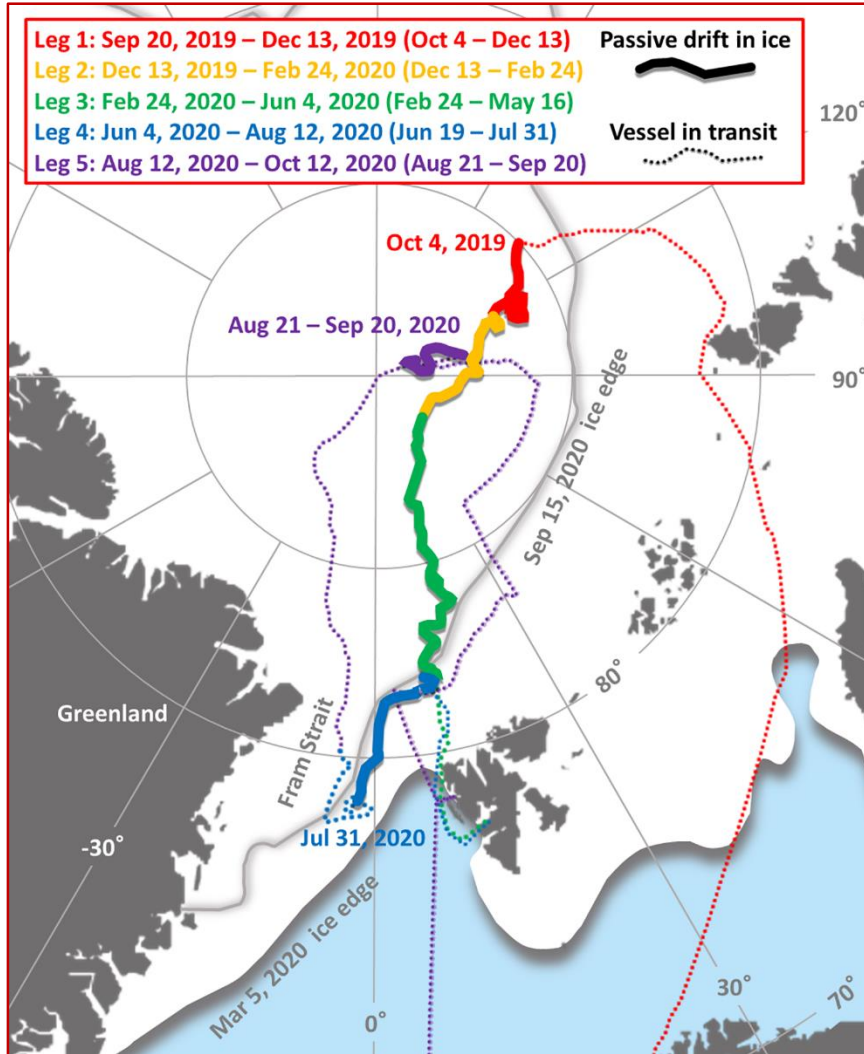 Leg 1: Sep 20, 2019 – Dec 13, 2019 (Oct 4 – Dec 13)
Leg 2: Dec 13, 2019 – Feb 24, 2020 (Dec 13 – Feb 24)
Leg 3: Feb 24, 2020 – Jun 4, 2020 (Feb 24 – May 16)
Leg 4: Jun 4, 2020 – Aug 12, 2020 (Jun 19 – Jul 31)
Leg 5: Aug 12, 2020 – Oct 12, 2020 (Aug 21 – Sep 20)
Passive drift in ice
Vessel in transit
120°
Oct 4, 2019
Aug 21 – Sep 20, 2020
90°
Sep 15, 2020 ice edge
80°
Greenland
Fram Strait
-30°
Jul 31, 2020
Mar 5, 2020 ice edge
0°
30°
70°